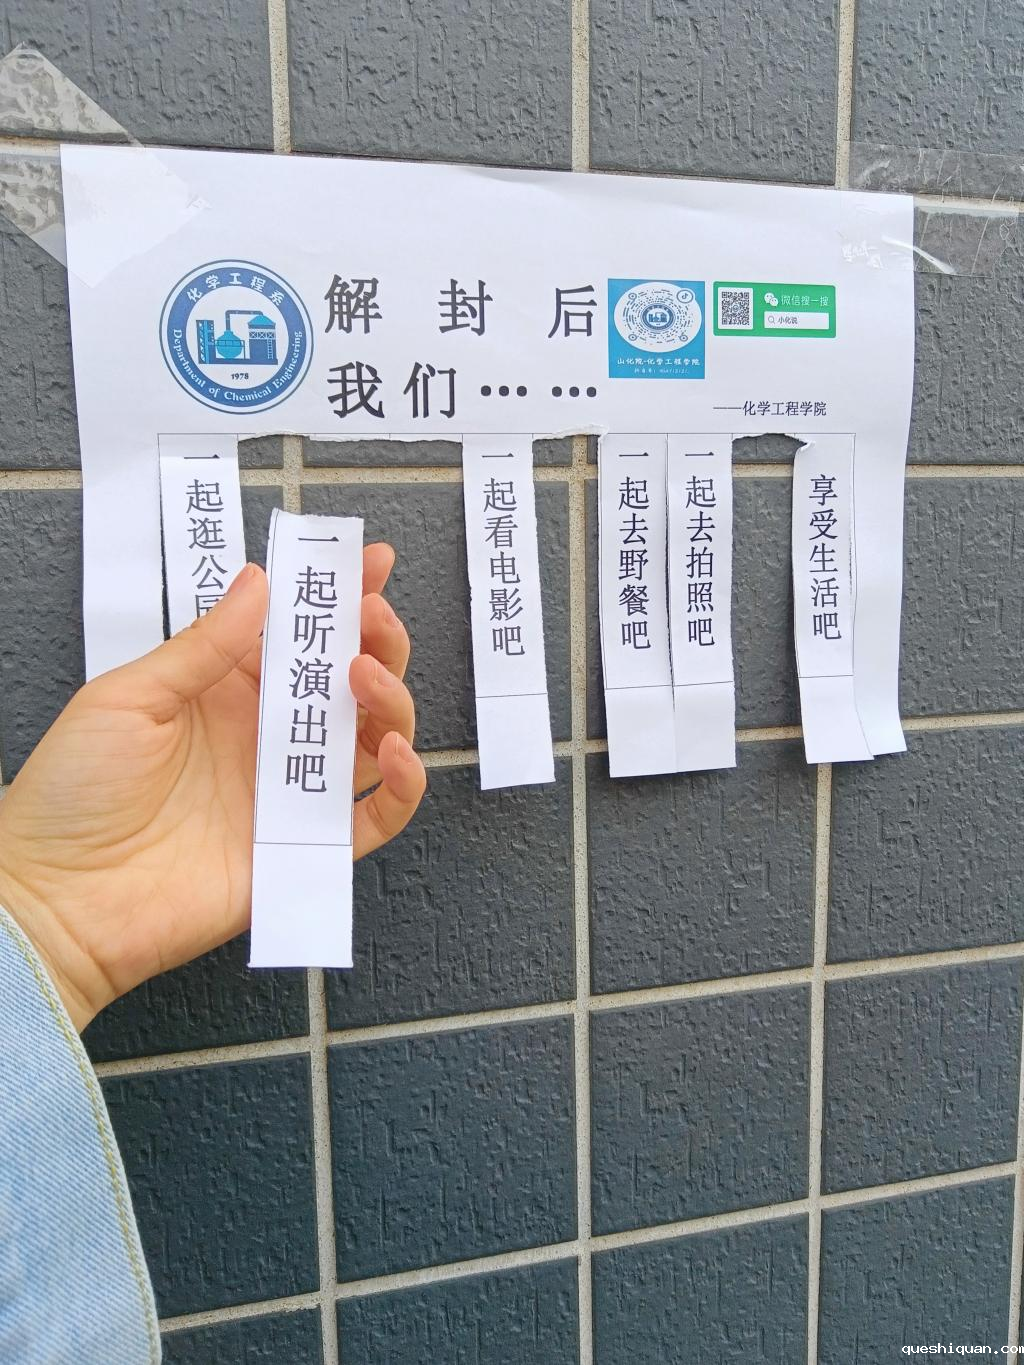 化学工程系
Department of Chemical Engineering
1978
解封后
我们……
山化院-化学工程学院
微信搜一搜
小化说
——化学工程学院
一起逛公园
一起听演出吧
一起看电影吧
一起去野餐吧
一起去拍照吧
享受生活吧
queshiquan.com